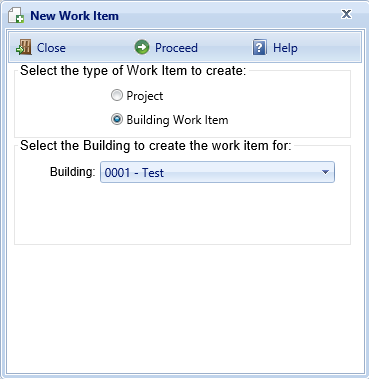 New Work Item
Close Proceed Help
Select the type of Work Item to create:
Project
Building Work Item
Select the Building to create the work item for:
Building: 0001 - Test